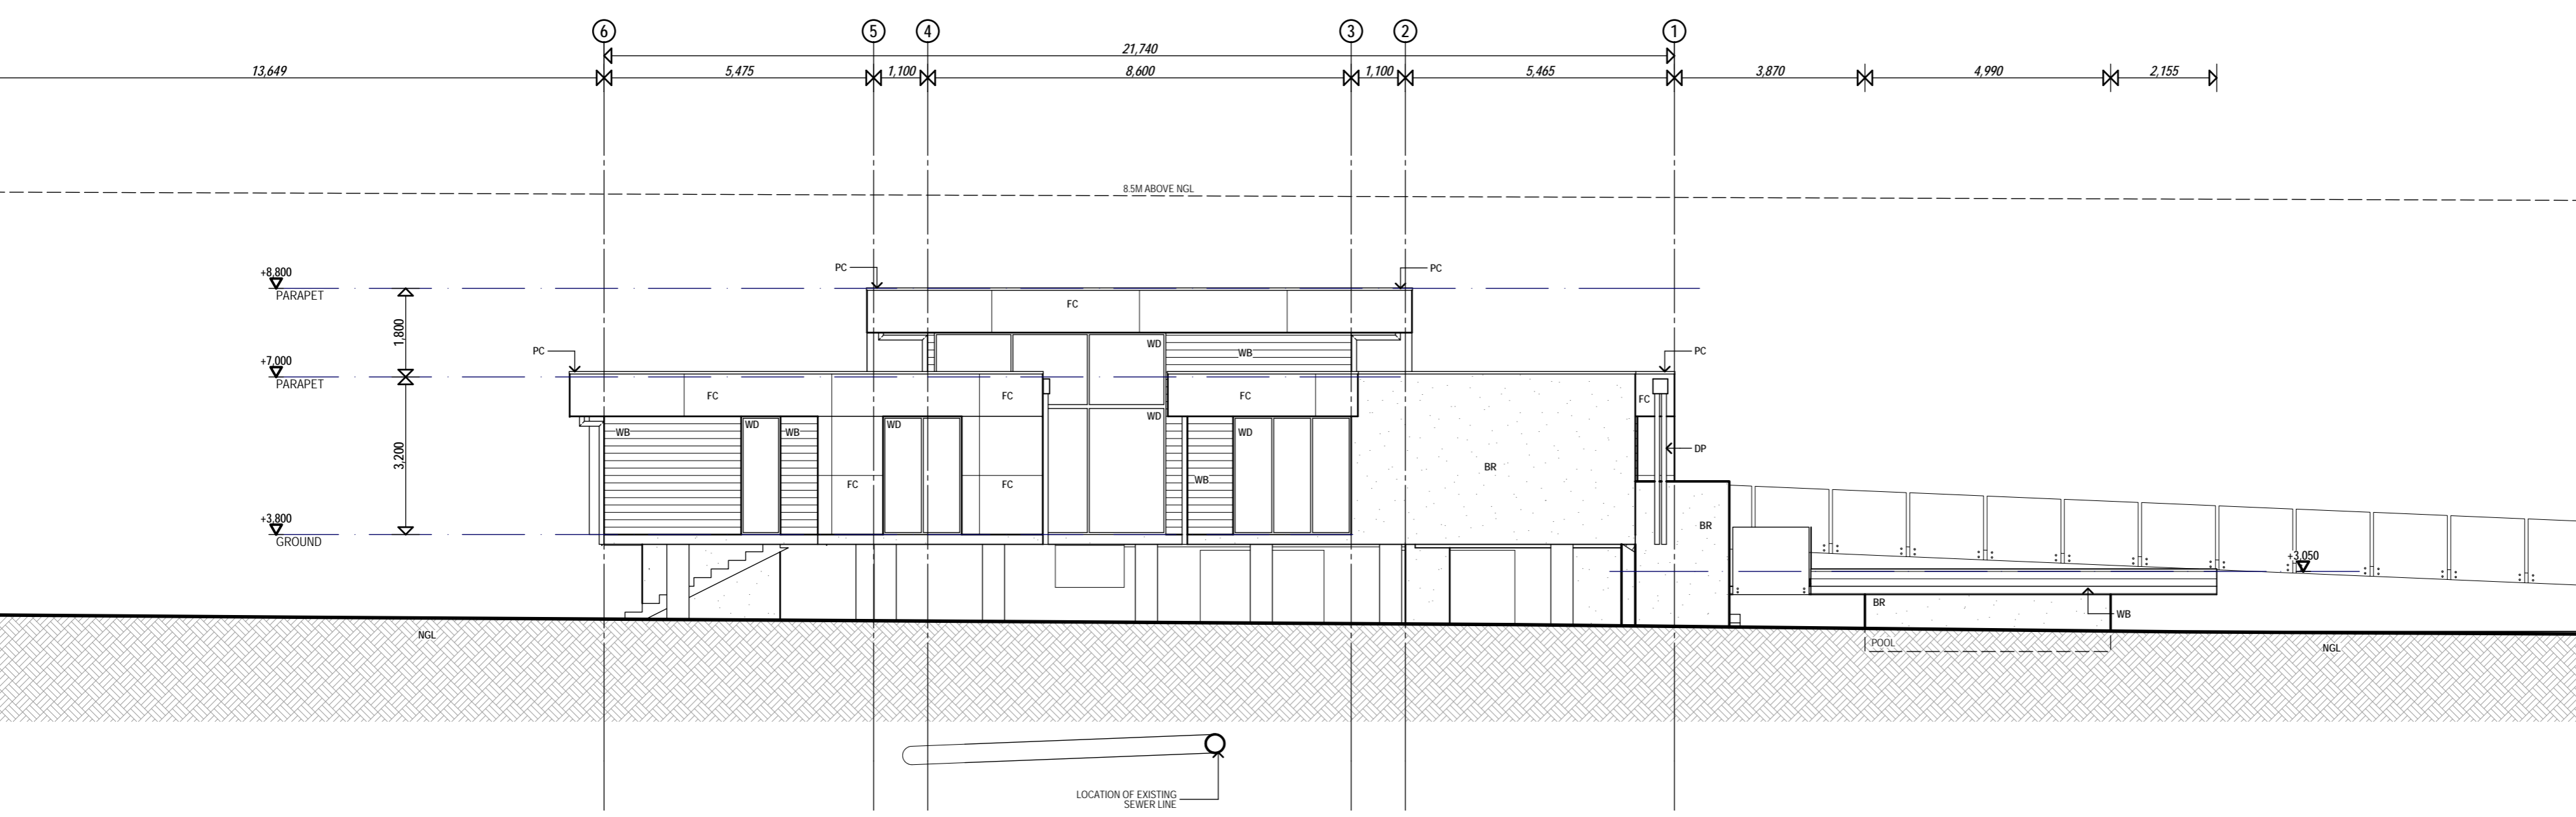 6
5
4
3
2
1
21,740
13,649
5,475
1,100
8,600
1,100
5,465
3,870
4,990
2,155
8.5M ABOVE NGL
+8,800
PARAPET
1,800
+7,000
PARAPET
3,200
+3,800
GROUND
PC
PC
FC
WD
WB
PC
PC
FC
FC
FC
FC
WD
WB
WD
WB
WD
WD
WB
FC
FC
BR
DP
BR
+3,050
BR
WB
POOL
NGL
NGL
LOCATION OF EXISTING
SEWER LINE